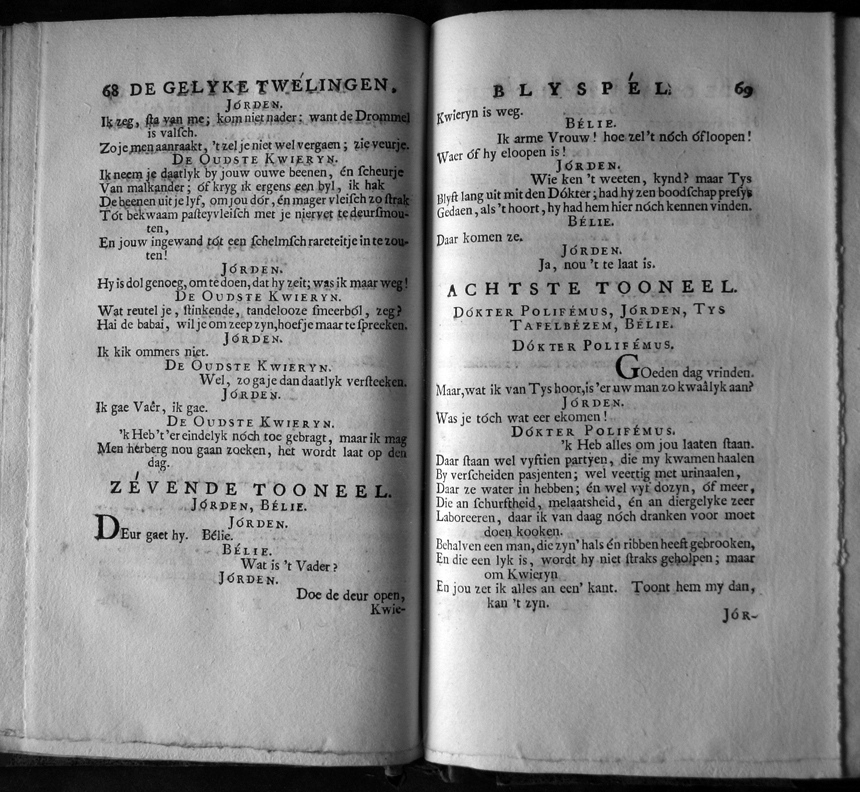 68 DE GELYKE TWÉLINGEN.
JÓRDEN.
Ik zeg, ſta van me; kom niet nader: want de Drommel
is valſch.
Zo je men aanraakt, 't zel je niet wel vergaen; zie veurje.
DE OUDSTE KWIERYN.
Ik neem je daatlyk by jouw ouwe beenen, én ſcheurje
Van malkander; óf kryg ik ergens een byl, ik hak
De beenen uit je lyf, om jou dór, én mager vleiſch zo ſtrak
Tót bekwaam paſteyvleiſch met je niervet te deurſmou-
ten,
En jouw ingewand tót een ſchelmſch rareteitje in te zou-
ten!
JÓRDEN.
Hy is dol genoeg, om te doen, dat hy zeit; was ik maar weg!
DE OUDSTE KWIERYN.
Wat reutel je, ſtinkende, tandelooze ſmeerból, zeg?
Hai de babai, wil je om zeep zyn, hoef je maar te ſpreeken.
JÓRDEN.
Ik kik ommers niet.
DE OUDSTE KWIERYN.
Wel, zo ga je dan daatlyk verſteeken.
JÓRDEN.
Ik gae Vaêr, ik gae.
DE OUDSTE KWIERYN.
'k Heb 't 'er eindelyk nóch toe gebragt, maar ik mag
Men herberg nou gaan zoeken, het wordt laat op den
dag.
ZÉVENDE TOONEEL.
JÓRDEN, BÉLIE.
JÓRDEN.
DEur gaet hy. Bélie.
BÉLIE.
Wat is 't Vader?
JÓRDEN.
Doe de deur open,
Kwie-
BLYSPÉL. 69
Kwieryn is weg.
BÉLIE.
Ik arme Vrouw! hoe zel 't nóch ófloopen!
Waer óf hy eloopen is!
JÓRDEN.
Wie ken 't weeten, kynd? maar Tys
Blyft lang uit mit den Dókter; had hy zen boodſchap preſys
Gedaen, als 't hoort, hy had hem hier nóch kennen vinden.
BÉLIE.
Daar komen ze.
JÓRDEN.
Ja, nou 't te laat is.
ACHTSTE TOONEEL.
DÓKTER POLIFÉMUS, JÓRDEN, TYS
TAFELBÉZEM, BÉLIE.
DÓKTER POLIFÉMUS.
GOeden dag vrinden.
Maar, wat ik van Tys hoor, is 'er uw man zo kwaâlyk aan?
JÓRDEN.
Was je tóch wat eer ekomen!
DÓKTER POLIFÉMUS.
'k Heb alles om jou laaten ſtaan.
Daar ſtaan wel vyftien partyen, die my kwamen haalen
By verſcheiden pasjenten; wel veertig met urinaalen,
Daar ze water in hebben; én wel vyf dozyn, óf meer,
Die an ſchurftheid, melaatsheid, én an diergelyke zeer
Laboreeren, daar ik van daag nóch dranken voor moet
doen kooken.
Behalven een man, die zyn' hals én ribben heeft gebrooken,
En die een lyk is, wordt hy niet ſtraks geholpen; maar
om Kwieryn
En jou zet ik alles an een' kant. Toont hem my dan,
kan 't zyn.
JÓR-